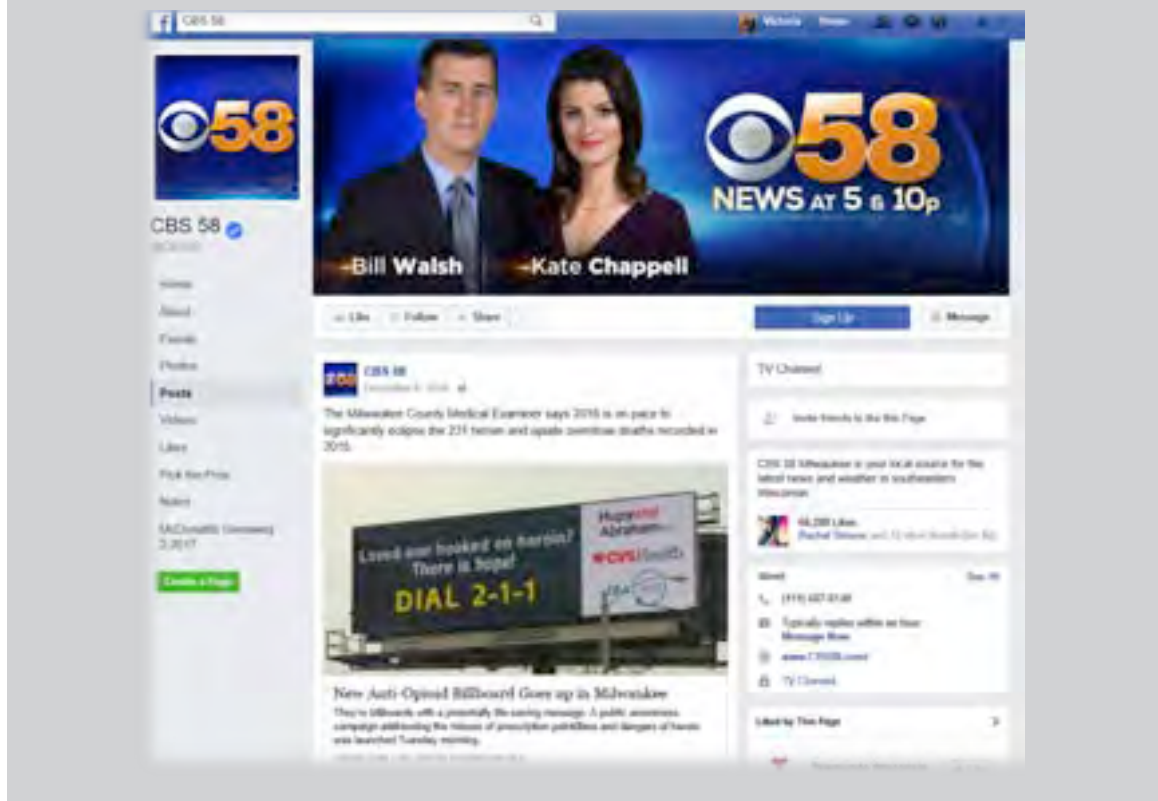 CBS 58
Victoria Home
58
58
NEWS AT 5 & 10p
Bill Walsh
Kate Chappell
CBS 58
Home
About
Photos
Posts
Videos
Likes
Notes
Create a Page
Like Follow Share
Sign Up
Message
58
CBS 58
The Milwaukee County Medical Examiner says 2016 is on pace to
significantly eclipse the 231 heroin and opiate overdose deaths recorded in
2015.
Loved one hooked on heroin?
There is hope!
DIAL 2-1-1
Hupy and
Abraham
CVSHealth
New Anti-Opioid Billboard Goes up in Milwaukee
They're billboards with a potentially life-saving message. A public awareness
campaign addressing the misuse of prescription painkillers and dangers of heroin
was launched Tuesday morning.
TV Channel
Invite friends to like this Page
CBS 58 Milwaukee is your local source for the
latest news and weather in southeastern
Wisconsin
Likes
About
Typically replies within an hour
Message Now
TV Channel
Liked by This Page